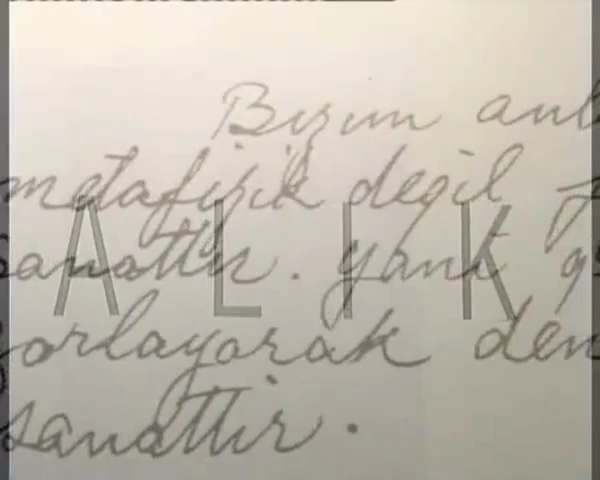 Bizim
metafizik değil
sanattır. Yani
zorlayarak
sanattır.
ALIK